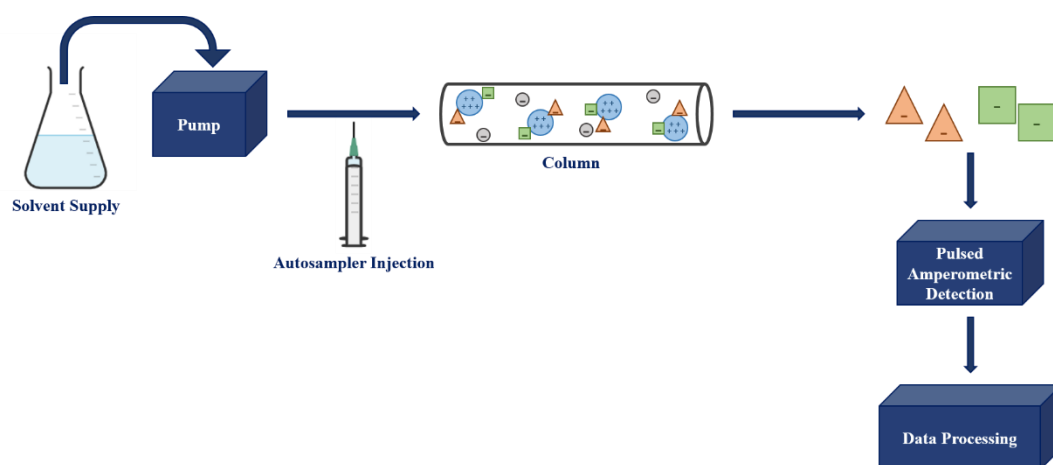 Pump
Solvent Supply
Autosampler Injection
Column
Pulsed
Amperometric
Detection
Data Processing